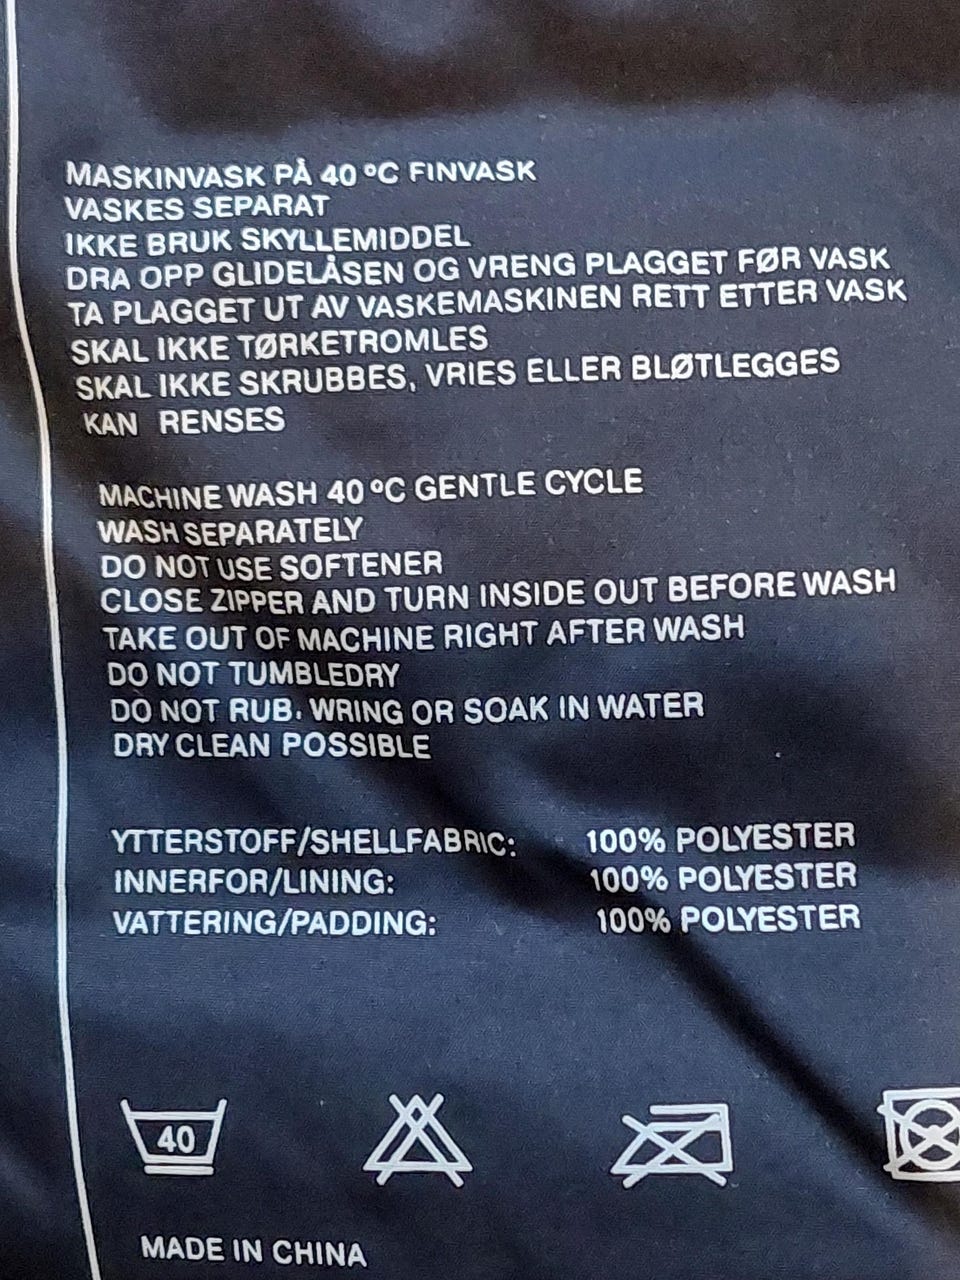 MASKINVASK PÅ 40 ºC FINVASK
VASKES SEPARAT
IKKE BRUK SKYLLEMIDDEL
DRA OPP GLIDELÅSEN OG VRENG PLAGGET FØR VASK
TA PLAGGET UT AV VASKEMASKINEN RETT ETTER VASK
SKAL IKKE TØRKETROMLES
SKAL IKKE SKRUBBES, VRIES ELLER BLØTLEGGES
KAN RENSES
MACHINE WASH 40 ºC GENTLE CYCLE
WASH SEPARATELY
DO NOT USE SOFTENER
CLOSE ZIPPER AND TURN INSIDE OUT BEFORE WASH
TAKE OUT OF MACHINE RIGHT AFTER WASH
DO NOT TUMBLEDRY
DO NOT RUB, WRING OR SOAK IN WATER
DRY CLEAN POSSIBLE
YTTERSTOFF/SHELLFABRIC: 100% POLYESTER
INNERFOR/LINING: 100% POLYESTER
VATTERING/PADDING: 100% POLYESTER
40
MADE IN CHINA